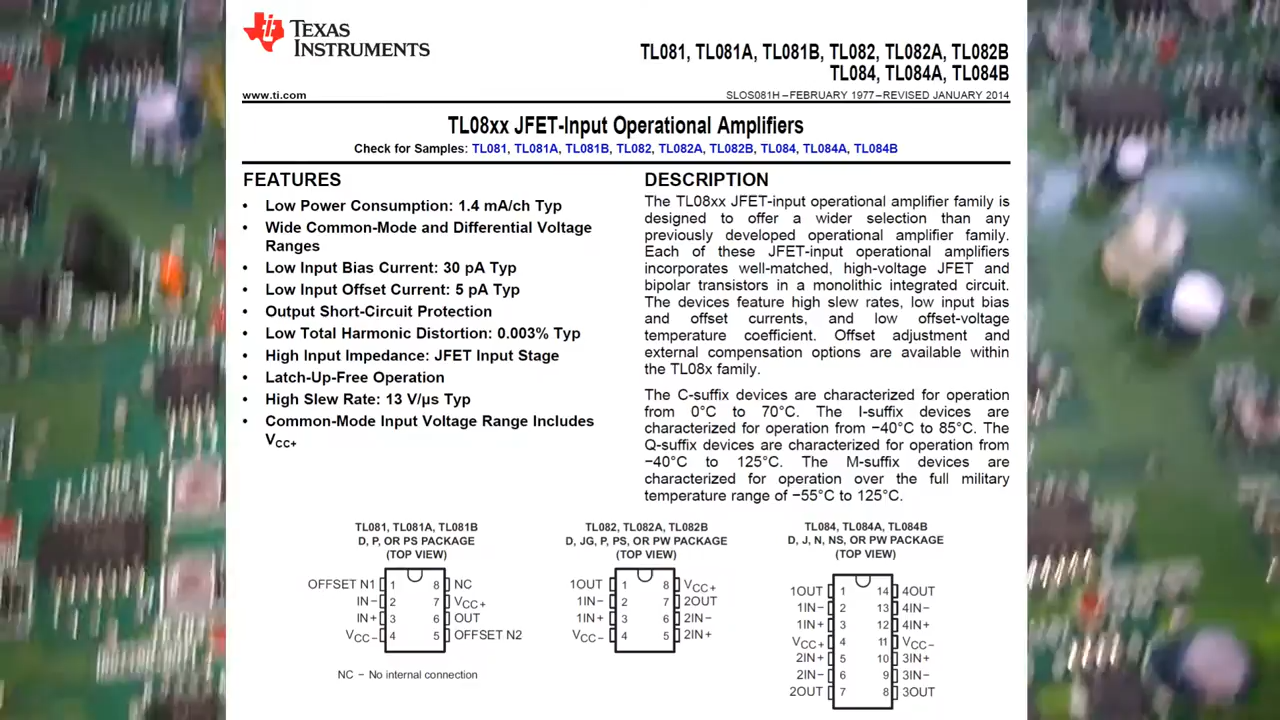 TEXAS
INSTRUMENTS
www.ti.com
TL081, TL081A, TL081B, TL082, TL082A, TL082B
TL084, TL084A, TL084B
SLOS081H – FEBRUARY 1977 – REVISED JANUARY 2014
TL08xx JFET-Input Operational Amplifiers
Check for Samples: TL081, TL081A, TL081B, TL082, TL082A, TL082B, TL084, TL084A, TL084B
FEATURES
• Low Power Consumption: 1.4 mA/ch Typ
• Wide Common-Mode and Differential Voltage
Ranges
• Low Input Bias Current: 30 pA Typ
• Low Input Offset Current: 5 pA Typ
• Output Short-Circuit Protection
• Low Total Harmonic Distortion: 0.003% Typ
• High Input Impedance: JFET Input Stage
• Latch-Up-Free Operation
• High Slew Rate: 13 V/μs Typ
• Common-Mode Input Voltage Range Includes
VCC+
DESCRIPTION
The TL08xx JFET-input operational amplifier family is
designed to offer a wider selection than any
previously developed operational amplifier family.
Each of these JFET-input operational amplifiers
incorporates well-matched, high-voltage JFET and
bipolar transistors in a monolithic integrated circuit.
The devices feature high slew rates, low input bias
and offset currents, and low offset-voltage
temperature coefficient. Offset adjustment and
external compensation options are available within
the TL08x family.
The C-suffix devices are characterized for operation
from 0°C to 70°C. The I-suffix devices are
characterized for operation from −40°C to 85°C. The
Q-suffix devices are characterized for operation from
−40°C to 125°C. The M-suffix devices are
characterized for operation over the full military
temperature range of −55°C to 125°C.
TL081, TL081A, TL081B
D, P, OR PS PACKAGE
(TOP VIEW)
OFFSET N1 1 8 NC
IN− 2 7 VCC+
IN+ 3 6 OUT
VCC− 4 5 OFFSET N2
NC − No internal connection
TL082, TL082A, TL082B
D, JG, P, PS, OR PW PACKAGE
(TOP VIEW)
1OUT 1 8 VCC+
1IN− 2 7 2OUT
1IN+ 3 6 2IN−
VCC− 4 5 2IN+
TL084, TL084A, TL084B
D, J, N, NS, OR PW PACKAGE
(TOP VIEW)
1OUT 1 14 4OUT
1IN− 2 13 4IN−
1IN+ 3 12 4IN+
VCC+ 4 11 VCC−
2IN+ 5 10 3IN+
2IN− 6 9 3IN−
2OUT 7 8 3OUT